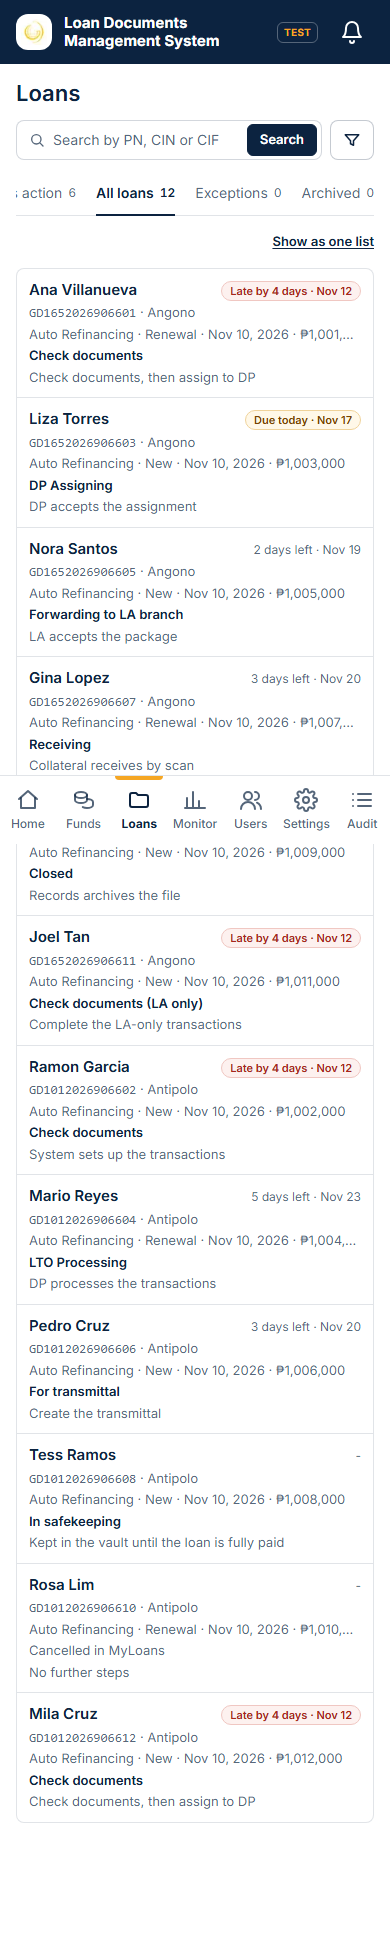 Loan Documents
Management System
TEST
Loans
Search by PN, CIN or CIF
Search
s action 6
All loans 12
Exceptions 0
Archived 0
Show as one list
Ana Villanueva
Late by 4 days · Nov 12
GD1652026906601 · Angono
Auto Refinancing · Renewal · Nov 10, 2026 · ₱1,001,...
Check documents
Check documents, then assign to DP
Liza Torres
Due today · Nov 17
GD1652026906603 · Angono
Auto Refinancing · New · Nov 10, 2026 · ₱1,003,000
DP Assigning
DP accepts the assignment
Nora Santos
2 days left · Nov 19
GD1652026906605 · Angono
Auto Refinancing · New · Nov 10, 2026 · ₱1,005,000
Forwarding to LA branch
LA accepts the package
Gina Lopez
3 days left · Nov 20
GD1652026906607 · Angono
Auto Refinancing · Renewal · Nov 10, 2026 · ₱1,007,...
Receiving
Collateral receives by scan
Home
Funds
Loans
Monitor
Users
Settings
Audit
Auto Refinancing · New · Nov 10, 2026 · ₱1,009,000
Closed
Records archives the file
Joel Tan
Late by 4 days · Nov 12
GD1652026906611 · Angono
Auto Refinancing · New · Nov 10, 2026 · ₱1,011,000
Check documents (LA only)
Complete the LA-only transactions
Ramon Garcia
Late by 4 days · Nov 12
GD1012026906602 · Antipolo
Auto Refinancing · New · Nov 10, 2026 · ₱1,002,000
Check documents
System sets up the transactions
Mario Reyes
5 days left · Nov 23
GD1012026906604 · Antipolo
Auto Refinancing · Renewal · Nov 10, 2026 · ₱1,004,...
LTO Processing
DP processes the transactions
Pedro Cruz
3 days left · Nov 20
GD1012026906606 · Antipolo
Auto Refinancing · New · Nov 10, 2026 · ₱1,006,000
For transmittal
Create the transmittal
Tess Ramos
-
GD1012026906608 · Antipolo
Auto Refinancing · New · Nov 10, 2026 · ₱1,008,000
In safekeeping
Kept in the vault until the loan is fully paid
Rosa Lim
-
GD1012026906610 · Antipolo
Auto Refinancing · Renewal · Nov 10, 2026 · ₱1,010,...
Cancelled in MyLoans
No further steps
Mila Cruz
Late by 4 days · Nov 12
GD1012026906612 · Antipolo
Auto Refinancing · New · Nov 10, 2026 · ₱1,012,000
Check documents
Check documents, then assign to DP